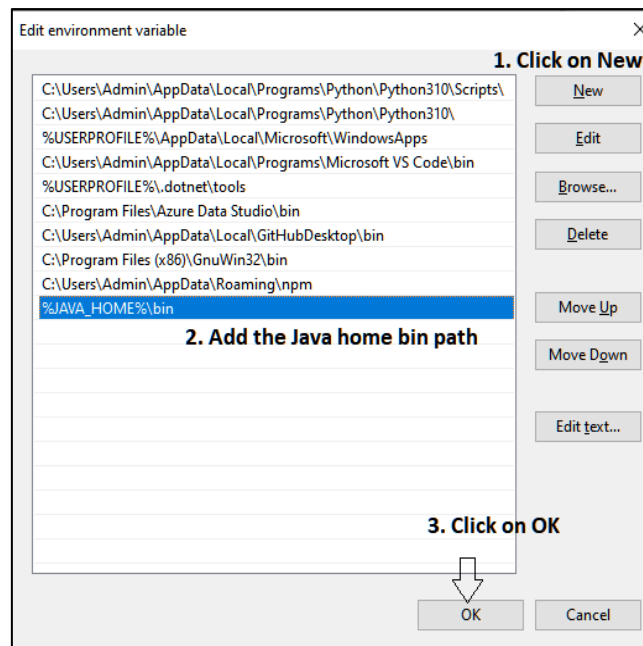 Edit environment variable
1. Click on New
C:\Users\Admin\AppData\Local\Programs\Python\Python310\Scripts\
New
C:\Users\Admin\AppData\Local\Programs\Python\Python310\
%USERPROFILE%\AppData\Local\Microsoft\WindowsApps
Edit
C:\Users\Admin\AppData\Local\Programs\Microsoft VS Code\bin
%USERPROFILE%\.dotnet\tools
Browse...
C:\Program Files\Azure Data Studio\bin
C:\Users\Admin\AppData\Local\GitHubDesktop\bin
Delete
C:\Program Files (x86)\GnuWin32\bin
C:\Users\Admin\AppData\Roaming\npm
%JAVA_HOME%\bin
Move Up
2. Add the Java home bin path
Move Down
Edit text...
3. Click on OK
OK
Cancel